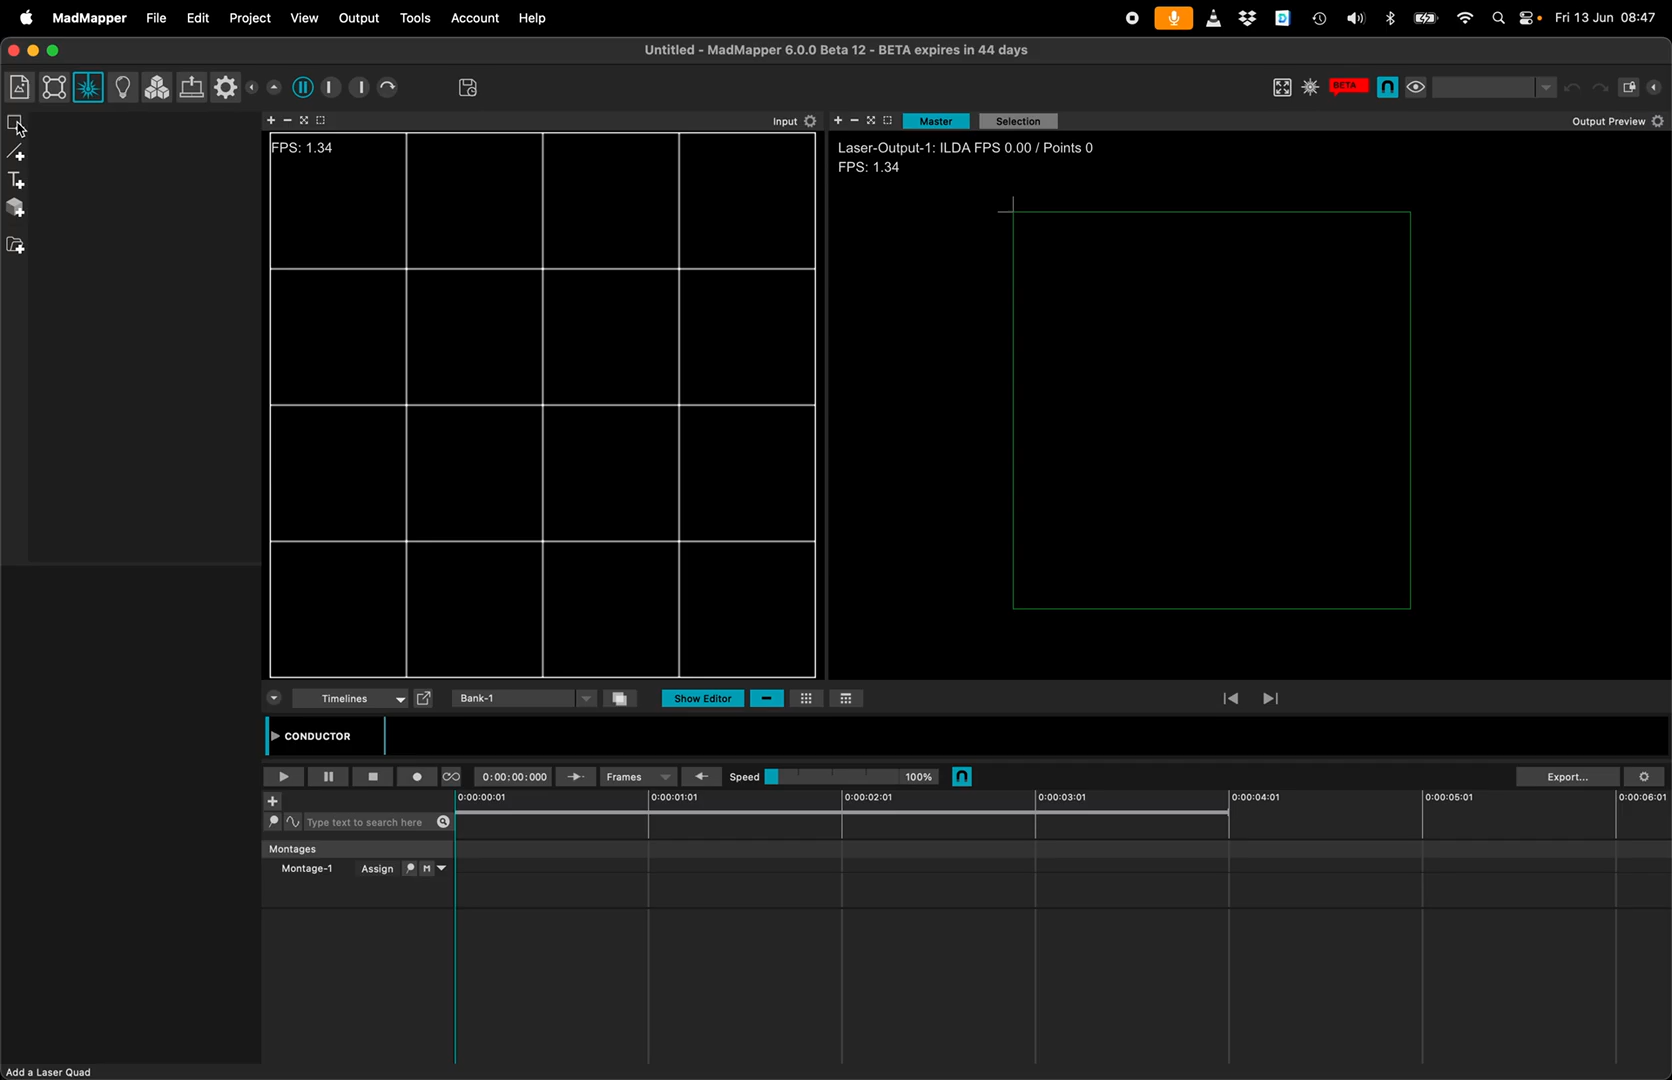 MadMapper File Edit Project View Output Tools Account Help Fri 13 Jun 08:47
Untitled - MadMapper 6.0.0 Beta 12 - BETA expires in 44 days
BETA
Input Master Selection Output Preview
FPS: 1.34
Laser-Output-1: ILDA FPS 0.00 / Points 0
FPS: 1.34
Timelines Bank-1 Show Editor
CONDUCTOR
0:00:00:000 Frames Speed 100% Export...
0:00:00:01 0:00:01:01 0:00:02:01 0:00:03:01 0:00:04:01 0:00:05:01 0:00:06:01
Type text to search here
Montages
Montage-1 Assign M
Add a Laser Quad